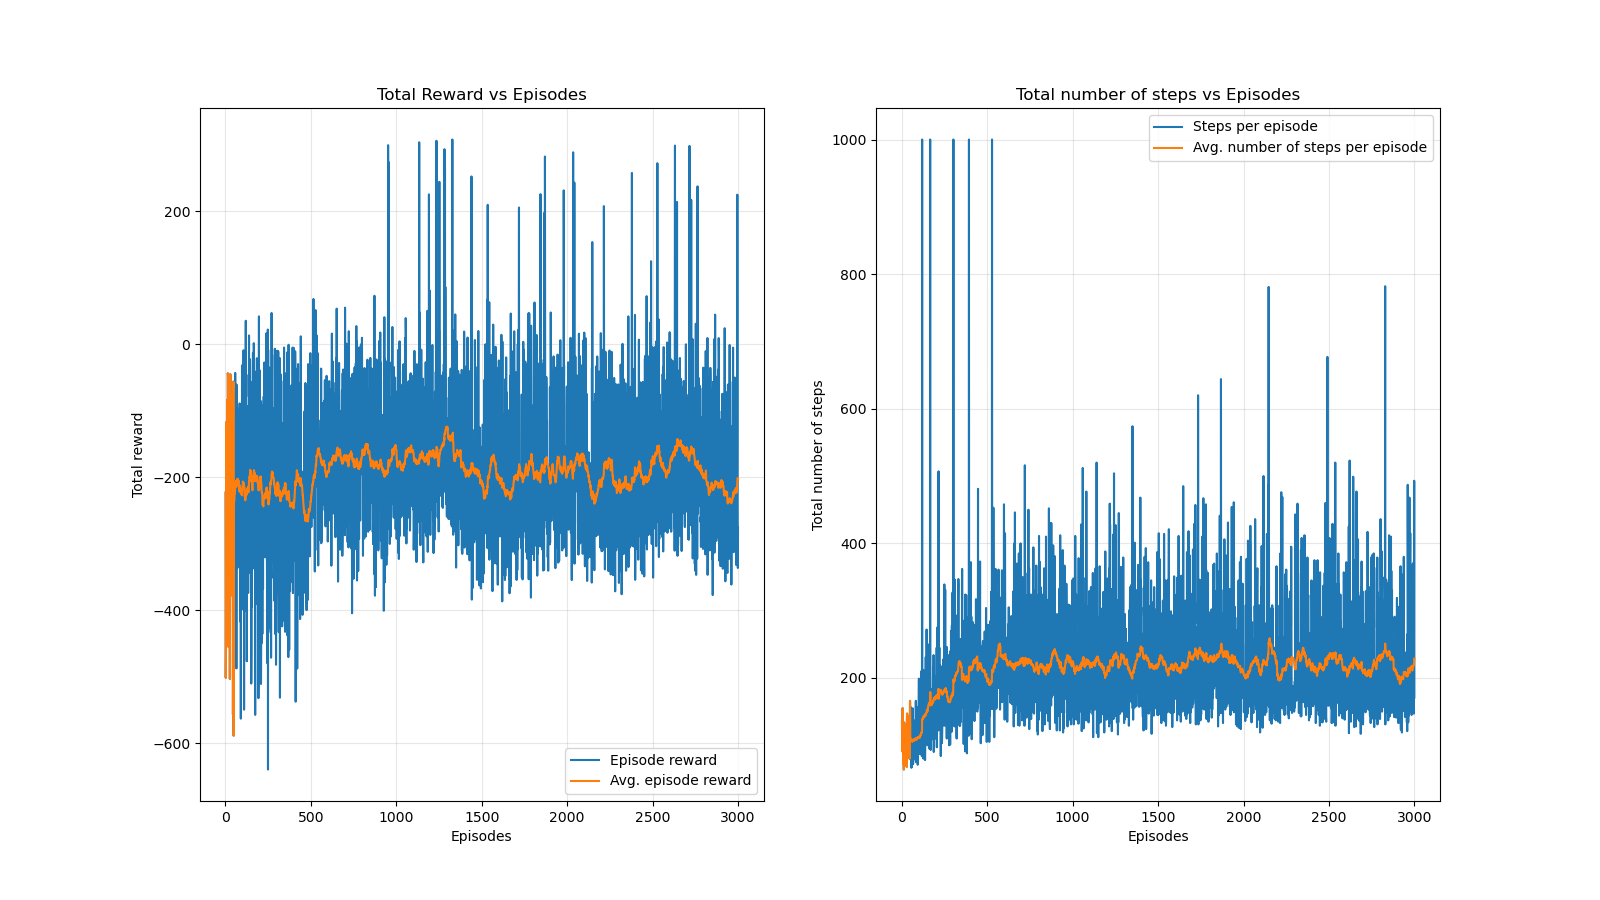 Total Reward vs Episodes
200
0
−200
−400
−600
Total reward
Episode reward
Avg. episode reward
0
500
1000
1500
2000
2500
3000
Episodes
Total number of steps vs Episodes
1000
800
600
400
200
Total number of steps
Steps per episode
Avg. number of steps per episode
0
500
1000
1500
2000
2500
3000
Episodes